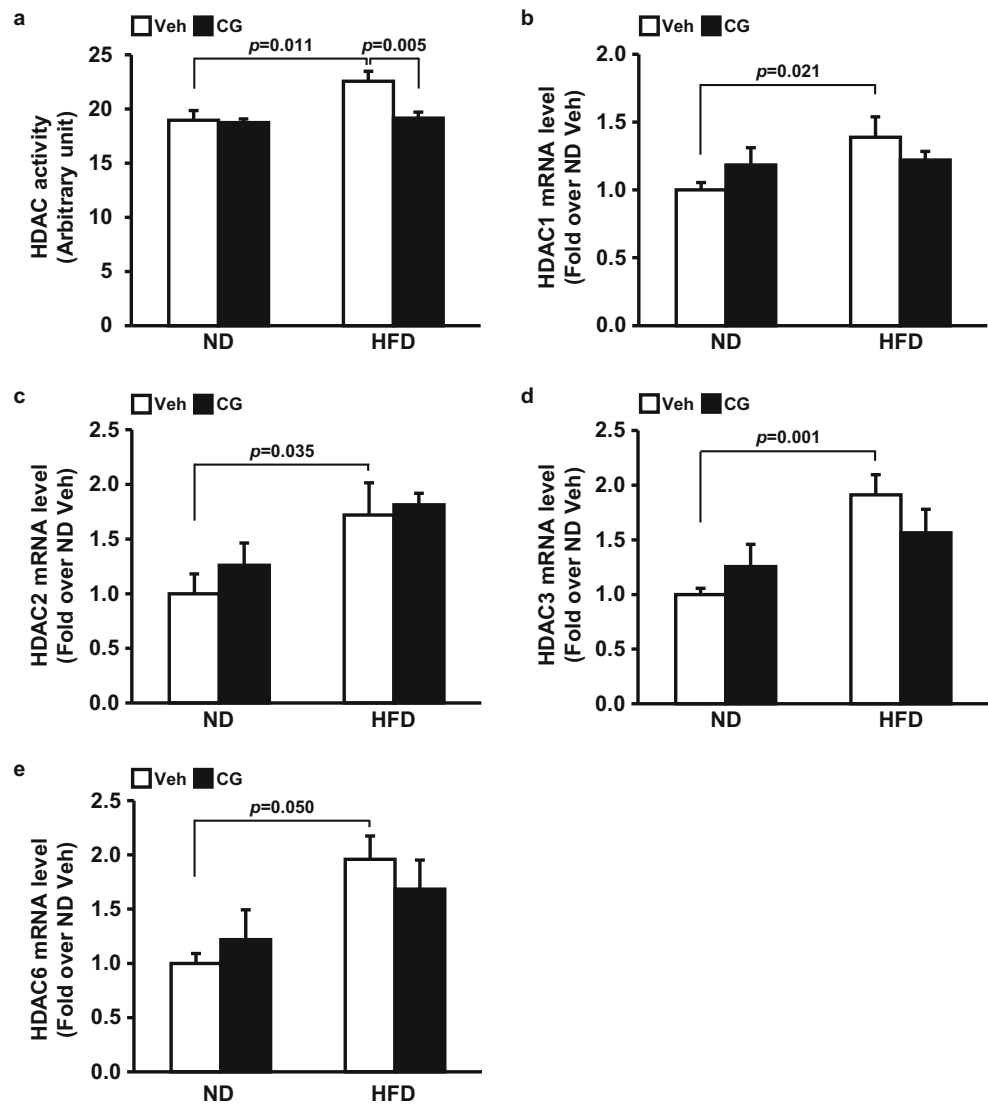 a
Veh CG
p=0.011 p=0.005
HDAC activity
(Arbitrary unit)
25
20
15
10
5
0
ND HFD
b
Veh CG
p=0.021
HDAC1 mRNA level
(Fold over ND Veh)
2.0
1.5
1.0
0.5
0.0
ND HFD
c
Veh CG
p=0.035
HDAC2 mRNA level
(Fold over ND Veh)
2.5
2.0
1.5
1.0
0.5
0.0
ND HFD
d
Veh CG
p=0.001
HDAC3 mRNA level
(Fold over ND Veh)
2.5
2.0
1.5
1.0
0.5
0.0
ND HFD
e
Veh CG
p=0.050
HDAC6 mRNA level
(Fold over ND Veh)
2.5
2.0
1.5
1.0
0.5
0.0
ND HFD